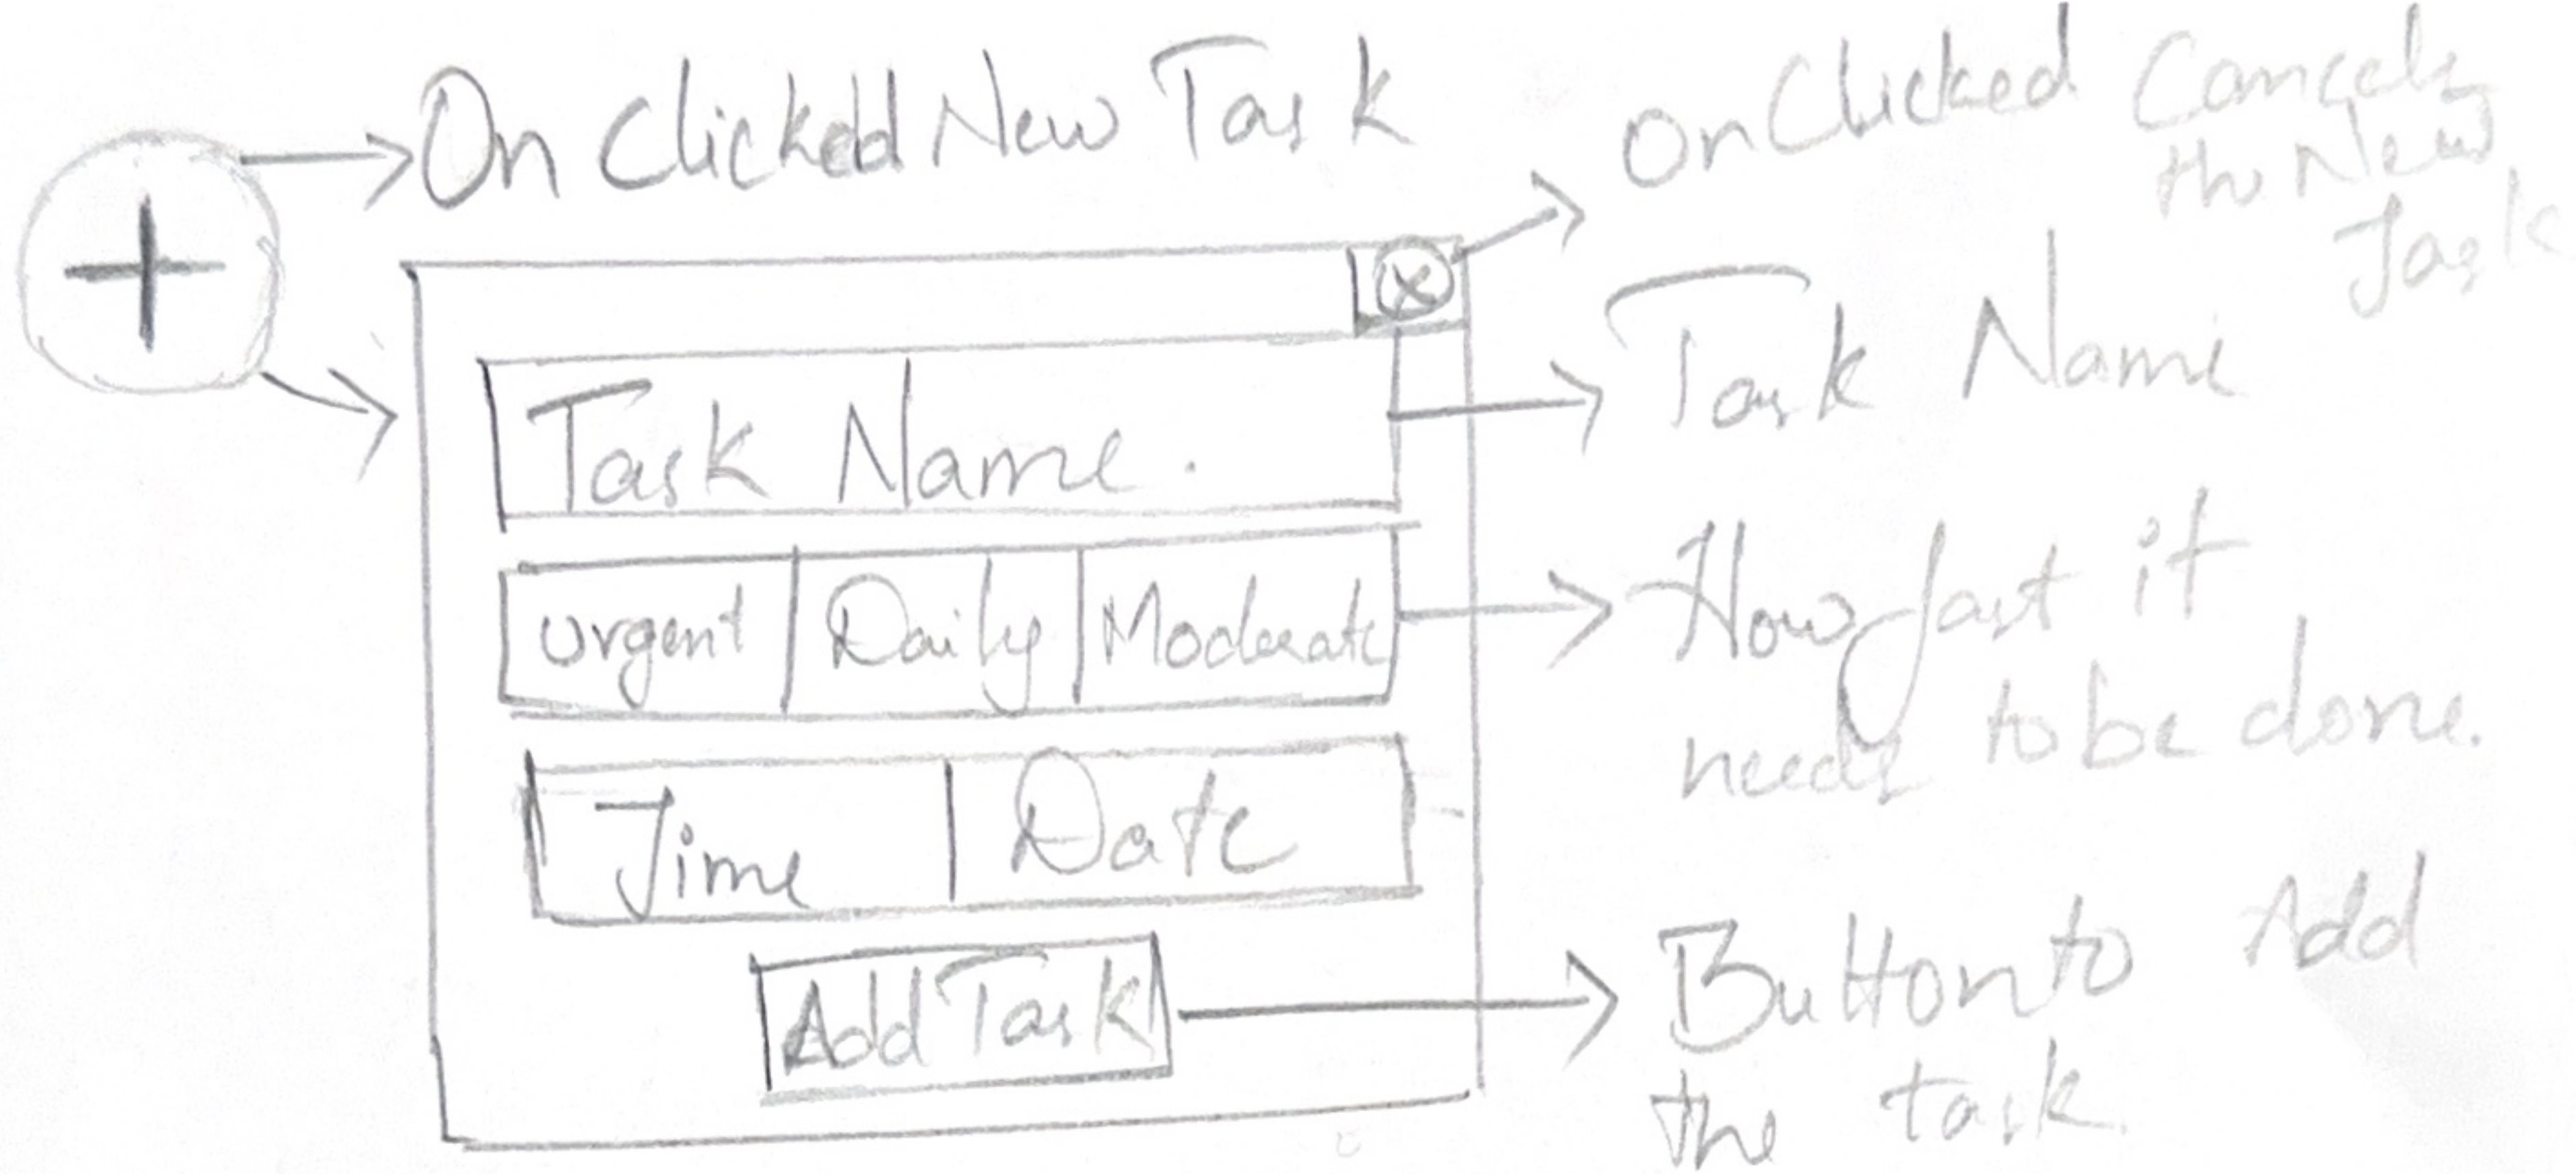 On Clicked New Task
On Clicked Cancels
the New
Task
+
x
Task Name.
Task Name
Urgent Daily Moderate
How fast it
needs to be done.
Time Date
Add Task
Button to Add
the task